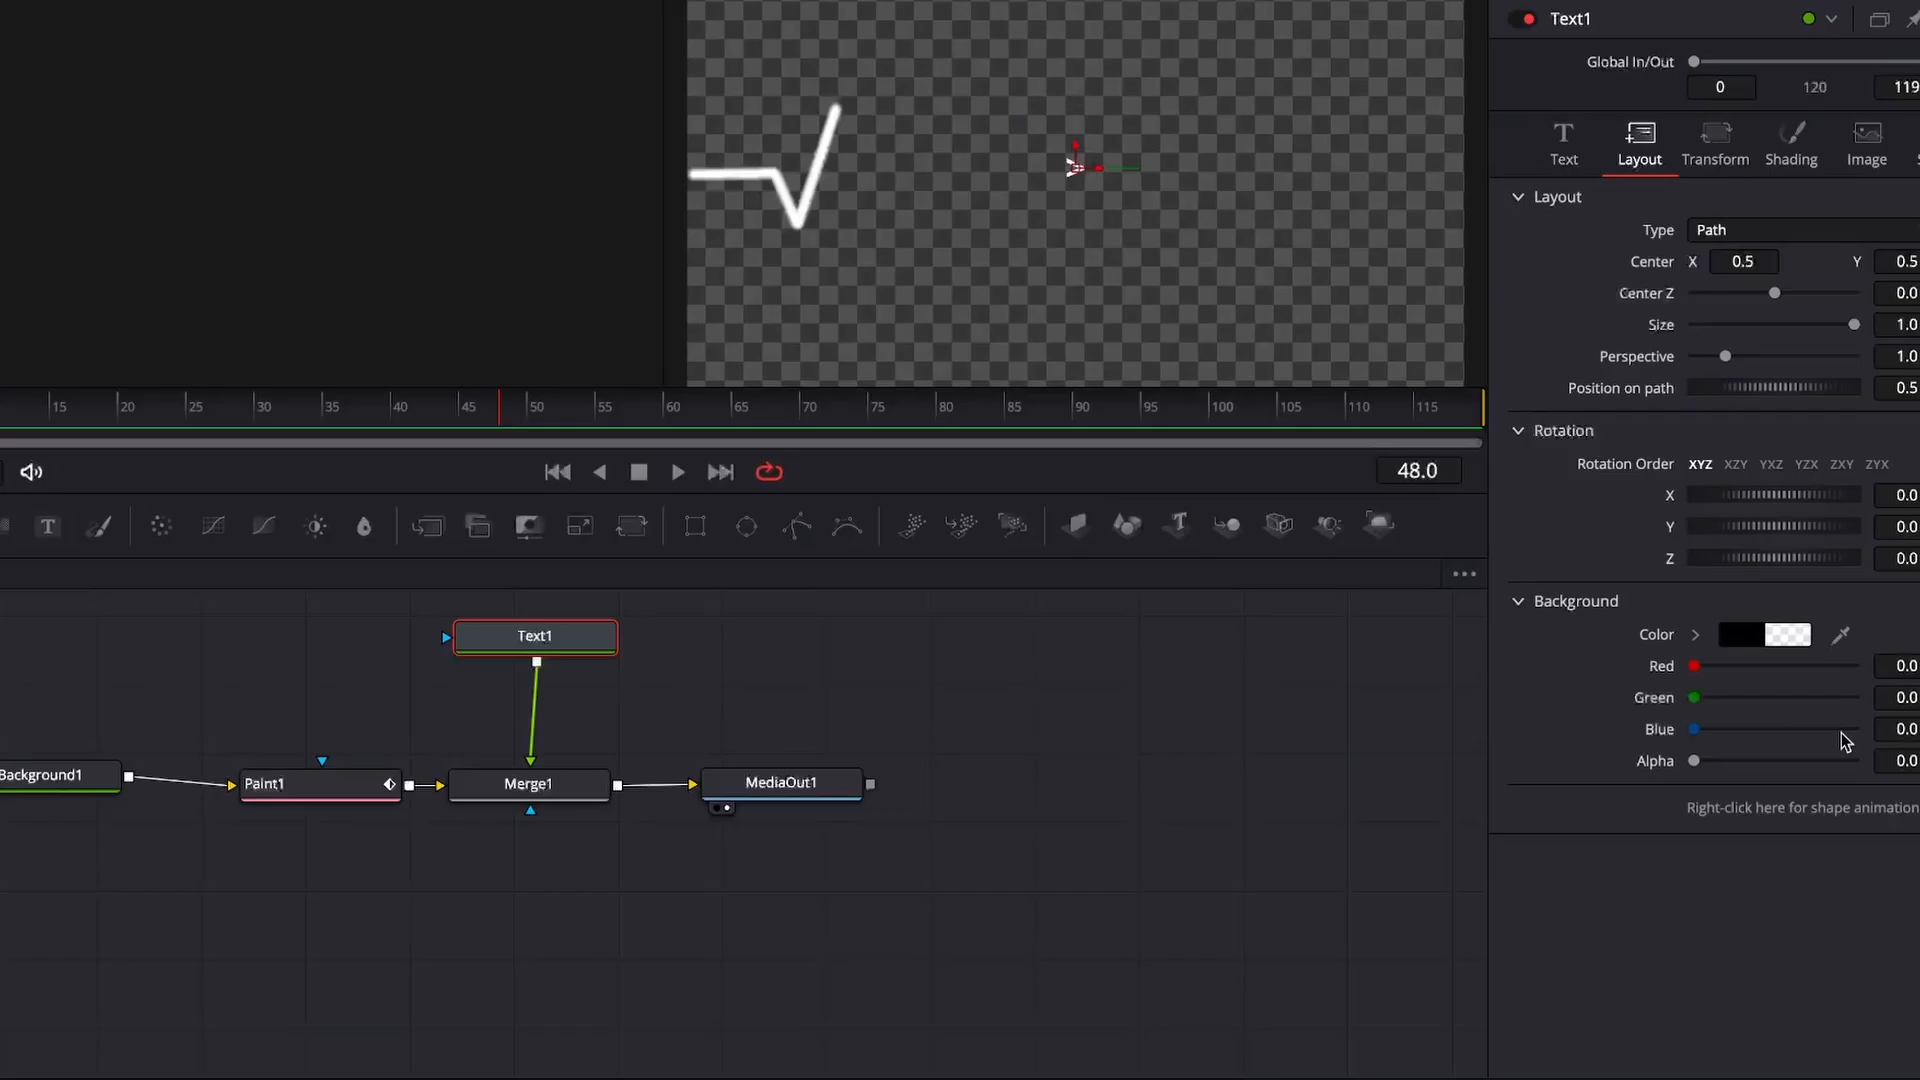 Text1
Global In/Out
0 120 119
Text Layout Transform Shading Image
Layout
Type Path
Center X 0.5 Y 0.5
Center Z 0.0
Size 1.0
Perspective 1.0
Position on path 0.5
15 20 25 30 35 40 45 50 55 60 65 70 75 80 85 90 95 100 105 110 115
Rotation
Rotation Order XYZ XZY YXZ YZX ZXY ZYX
48.0
X 0.0
Y 0.0
Z 0.0
Background
Color
Red 0.0
Green 0.0
Blue 0.0
Alpha 0.0
Right-click here for shape animation
Text1
Background1
Paint1
Merge1
MediaOut1